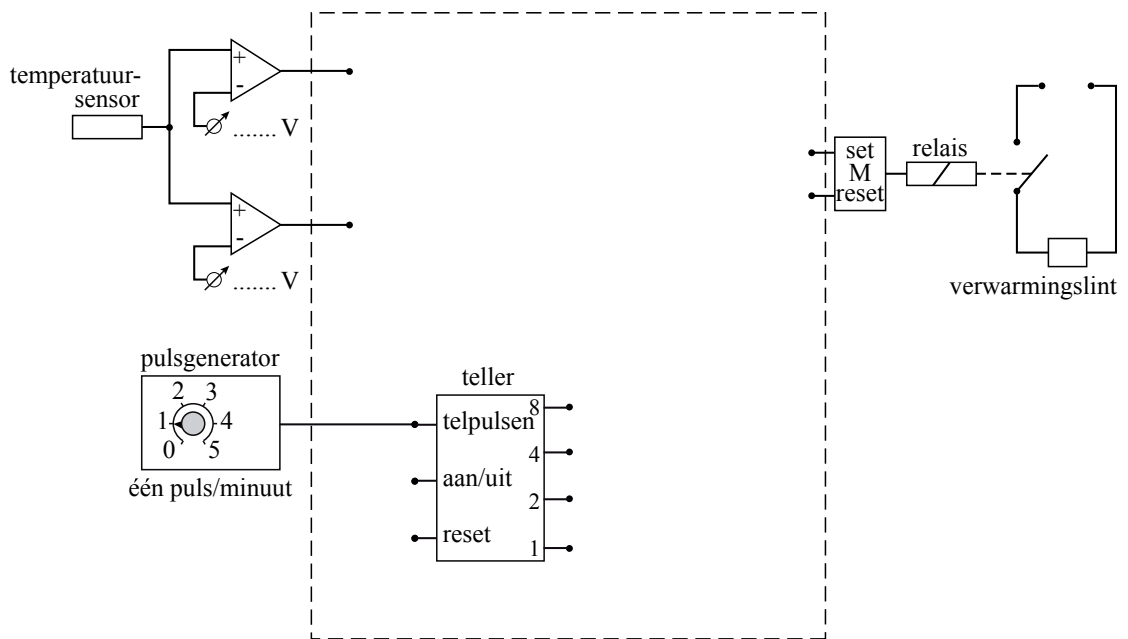 temperatuur-
sensor
+
-
....... V
+
-
....... V
set
M
reset
relais
verwarmingslint
pulsgenerator
0 1 2 3 4 5
één puls/minuut
teller
telpulsen
aan/uit
reset
8
4
2
1